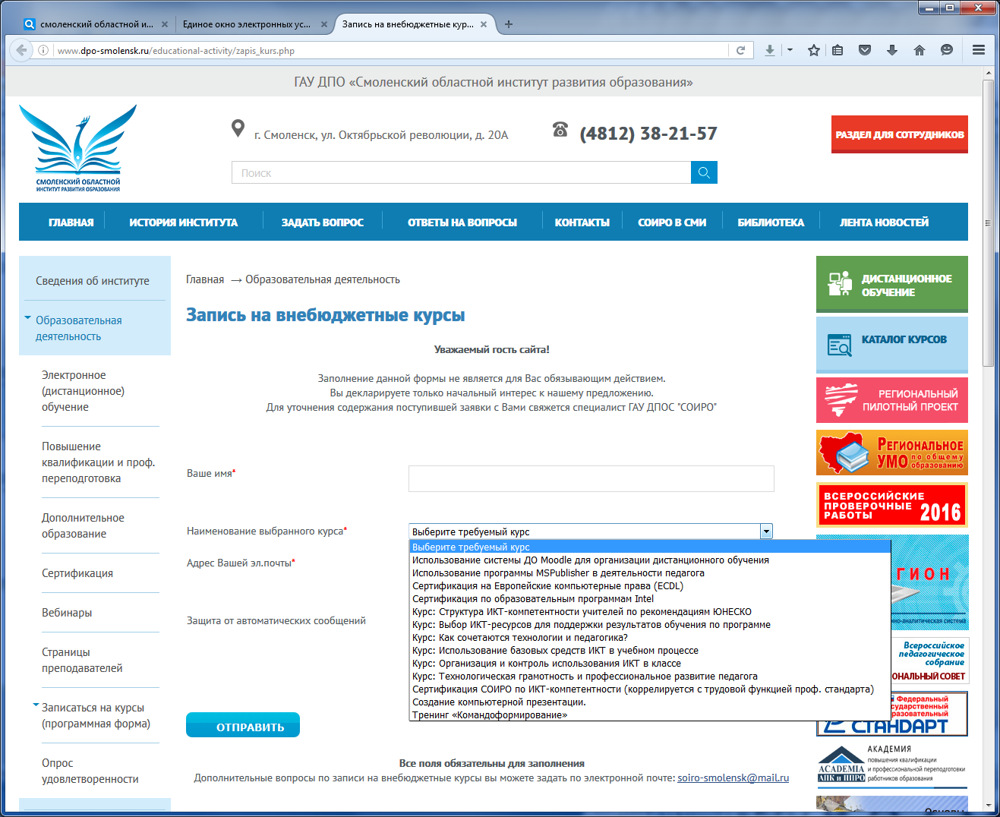 смоленский областной и...
Единое окно электронных ус...
Запись на внебюджетные кур...
www.dpo-smolensk.ru/educational-activity/zapis_kurs.php
ГАУ ДПО «Смоленский областной институт развития образования»
СМОЛЕНСКИЙ ОБЛАСТНОЙ
ИНСТИТУТ РАЗВИТИЯ ОБРАЗОВАНИЯ
г. Смоленск, ул. Октябрьской революции, д. 20А
(4812) 38-21-57
РАЗДЕЛ ДЛЯ СОТРУДНИКОВ
Поиск
ГЛАВНАЯ
ИСТОРИЯ ИНСТИТУТА
ЗАДАТЬ ВОПРОС
ОТВЕТЫ НА ВОПРОСЫ
КОНТАКТЫ
СОИРО В СМИ
БИБЛИОТЕКА
ЛЕНТА НОВОСТЕЙ
Сведения об институте
Образовательная
деятельность
Электронное
(дистанционное)
обучение
Повышение
квалификации и проф.
переподготовка
Дополнительное
образование
Сертификация
Вебинары
Страницы
преподавателей
Записаться на курсы
(программная форма)
Опрос
удовлетворенности
Главная → Образовательная деятельность
Запись на внебюджетные курсы
Уважаемый гость сайта!
Заполнение данной формы не является для Вас обязывающим действием.
Вы декларируете только начальный интерес к нашему предложению.
Для уточнения содержания поступившей заявки с Вами свяжется специалист ГАУ ДПОС "СОИРО"
Ваше имя*
Наименование выбранного курса*
Выберите требуемый курс
Выберите требуемый курс
Использование системы ДО Moodle для организации дистанционного обучения
Использование программы MSPublisher в деятельности педагога
Сертификация на Европейские компьютерные права (ECDL)
Сертификация по образовательным программам Intel
Курс: Структура ИКТ-компетентности учителей по рекомендациям ЮНЕСКО
Курс: Выбор ИКТ-ресурсов для поддержки результатов обучения по программе
Курс: Как сочетаются технологии и педагогика?
Курс: Использование базовых средств ИКТ в учебном процессе
Курс: Организация и контроль использования ИКТ в классе
Курс: Технологическая грамотность и профессиональное развитие педагога
Сертификация СОИРО по ИКТ-компетентности (коррелируется с трудовой функцией проф. стандарта)
Создание компьютерной презентации.
Тренинг «Командоформирование»
Адрес Вашей эл.почты*
Защита от автоматических сообщений
ОТПРАВИТЬ
Все поля обязательны для заполнения
Дополнительные вопросы по записи на внебюджетные курсы вы можете задать по электронной почте: soiro-smolensk@mail.ru
ДИСТАНЦИОННОЕ
ОБУЧЕНИЕ
КАТАЛОГ КУРСОВ
РЕГИОНАЛЬНЫЙ
ПИЛОТНЫЙ ПРОЕКТ
РЕГИОНАЛЬНОЕ
УМО по общему
образованию
ВСЕРОССИЙСКИЕ
ПРОВЕРОЧНЫЕ
РАБОТЫ 2016
ГИОН
но-аналитическая система
Всероссийское
педагогическое
собрание
ОНАЛЬНЫЙ СОВЕТ
Федеральный
сударственный
бразовательный
СТАНДАРТ
АКАДЕМИЯ
повышения квалификации
и профессиональной переподготовки
работников образования
ACADEMIA
АПК и ППРО
Основы